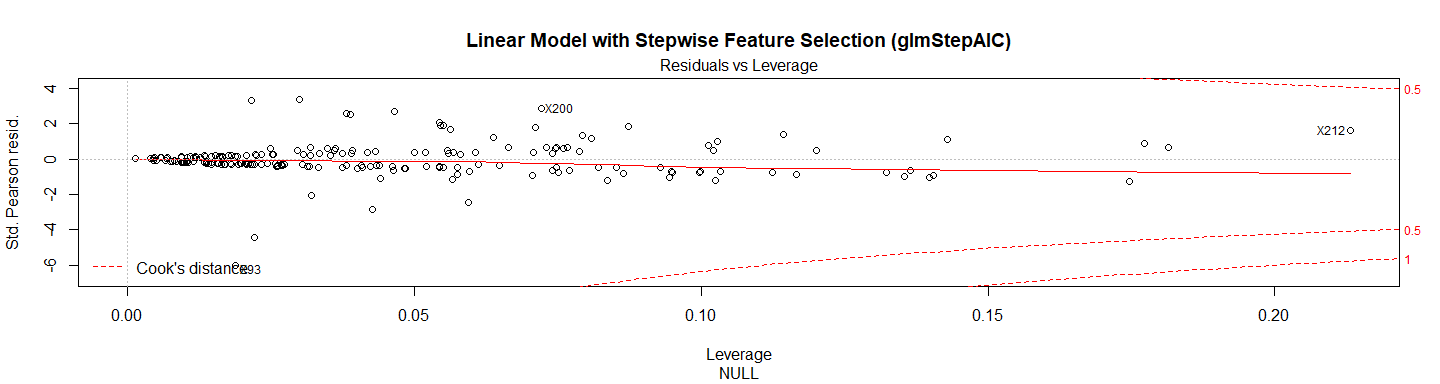 Linear Model with Stepwise Feature Selection (glmStepAIC)
Residuals vs Leverage
Std. Pearson resid.
4
2
0
-2
-4
-6
X200
X212
0.5
0.5
1
Cook's distance
0.00
0.05
0.10
0.15
0.20
Leverage
NULL